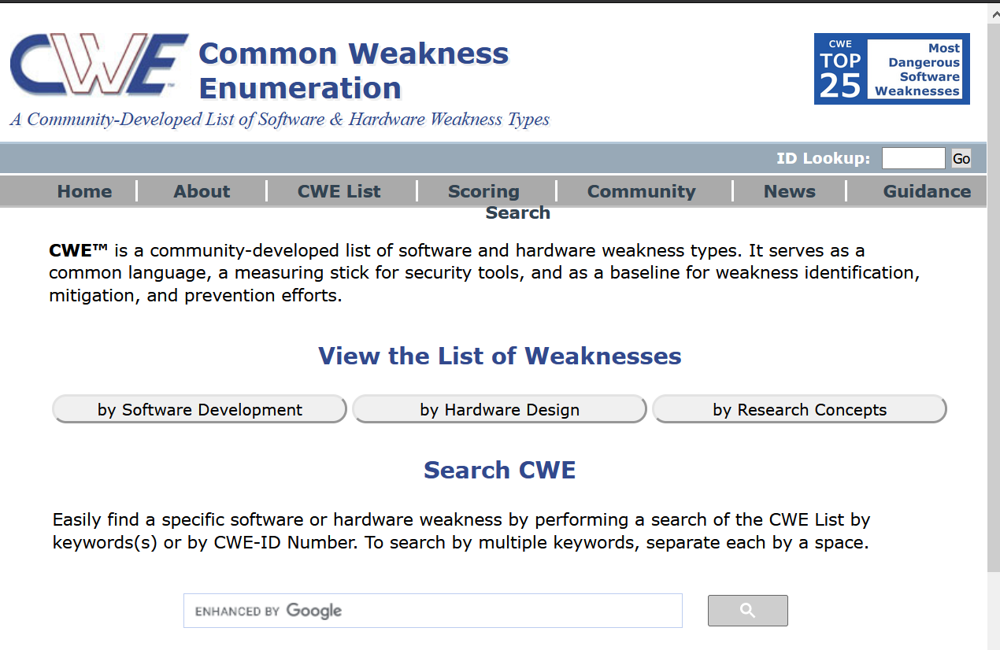 CWE™
Common Weakness
Enumeration
A Community-Developed List of Software & Hardware Weakness Types
CWE
TOP
25
Most
Dangerous
Software
Weaknesses
ID Lookup: Go
Home About CWE List Scoring Community News Guidance
Search
CWE™ is a community-developed list of software and hardware weakness types. It serves as a
common language, a measuring stick for security tools, and as a baseline for weakness identification,
mitigation, and prevention efforts.
View the List of Weaknesses
by Software Development by Hardware Design by Research Concepts
Search CWE
Easily find a specific software or hardware weakness by performing a search of the CWE List by
keywords(s) or by CWE-ID Number. To search by multiple keywords, separate each by a space.
ENHANCED BY Google